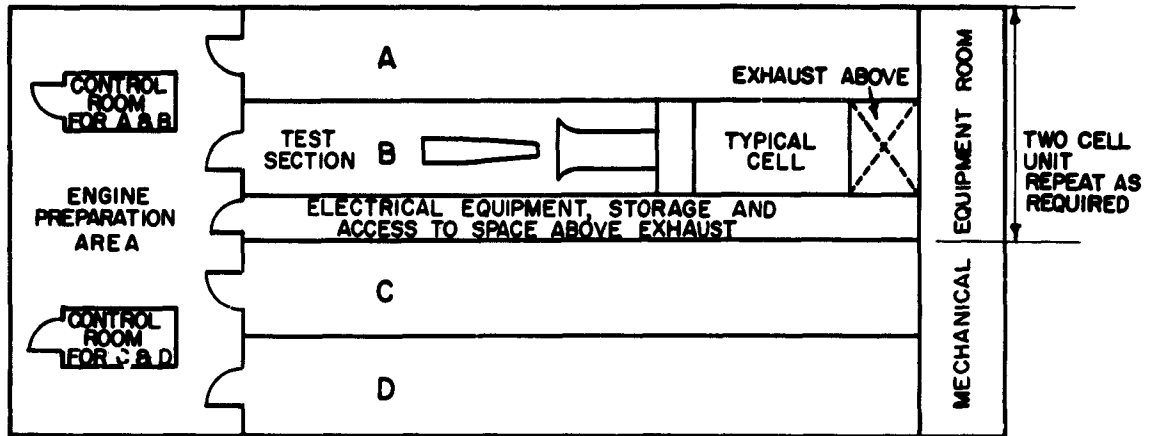 CONTROL
ROOM
FOR A & B
ENGINE
PREPARATION
AREA
CONTROL
ROOM
FOR C & D
A
TEST
SECTION
B
EXHAUST ABOVE
TYPICAL
CELL
ELECTRICAL EQUIPMENT, STORAGE AND
ACCESS TO SPACE ABOVE EXHAUST
C
D
MECHANICAL EQUIPMENT ROOM
TWO CELL
UNIT
REPEAT AS
REQUIRED